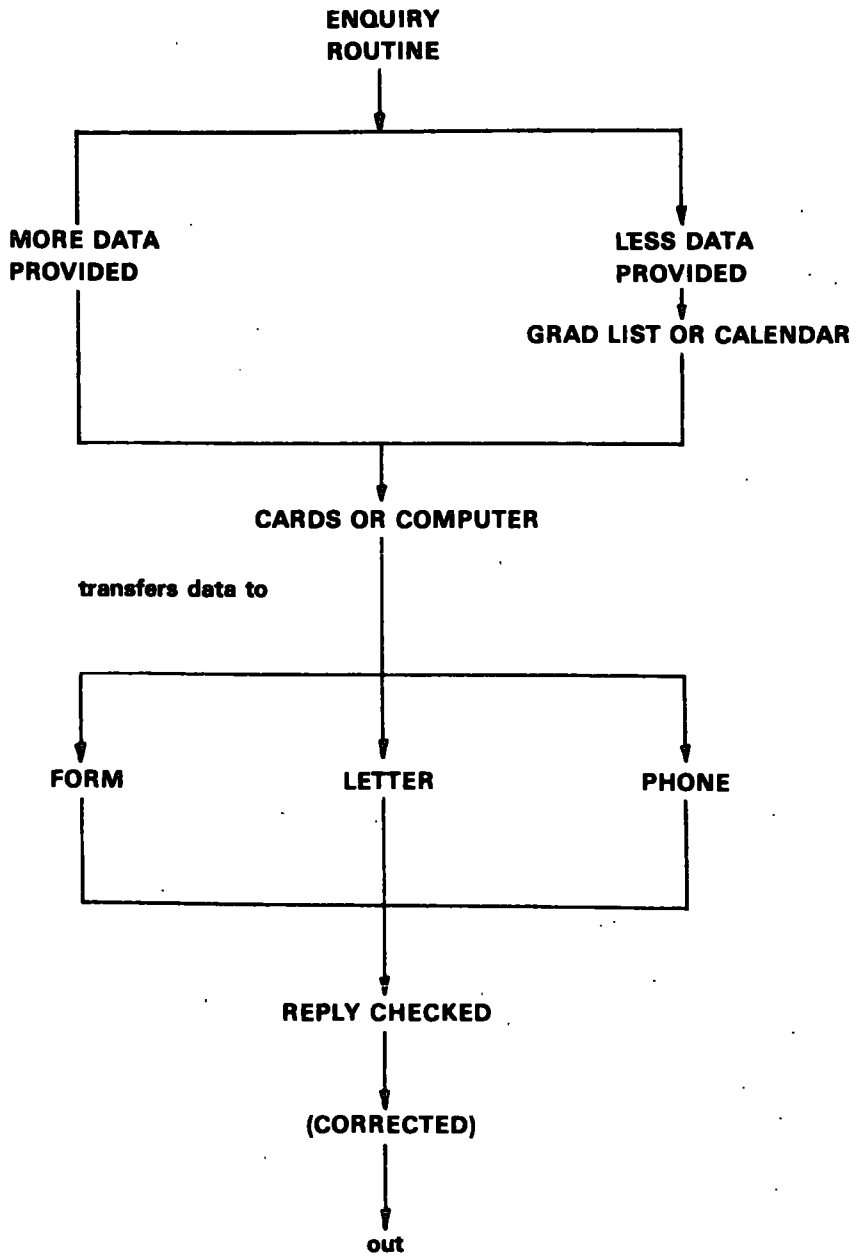 ENQUIRY
ROUTINE
MORE DATA
PROVIDED
LESS DATA
PROVIDED
GRAD LIST OR CALENDAR
CARDS OR COMPUTER
transfers data to
FORM
LETTER
PHONE
REPLY CHECKED
(CORRECTED)
out